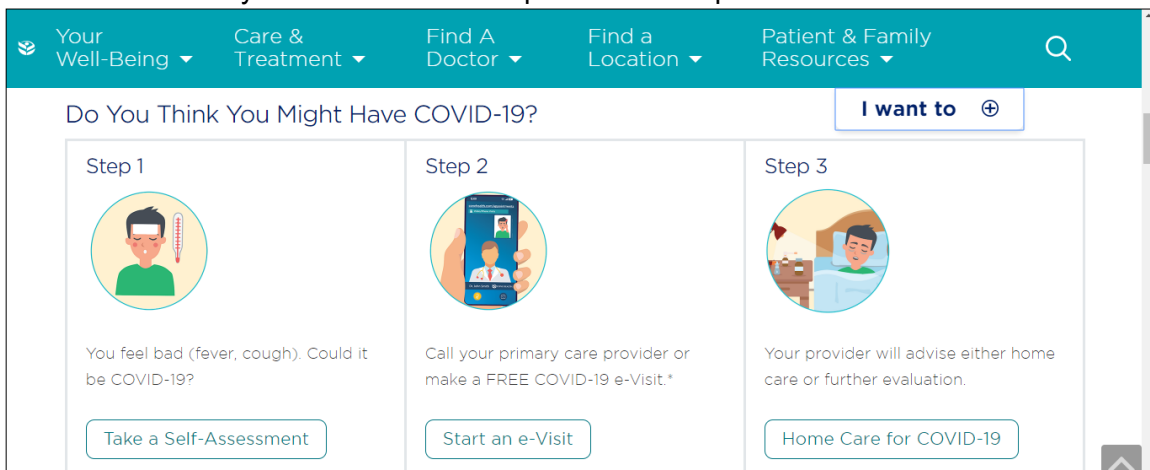 Your Well-Being
Care & Treatment
Find A Doctor
Find a Location
Patient & Family Resources
Do You Think You Might Have COVID-19?
I want to
Step 1
You feel bad (fever, cough). Could it
be COVID-19?
Take a Self-Assessment
Step 2
Call your primary care provider or
make a FREE COVID-19 e-Visit.*
Start an e-Visit
Step 3
Your provider will advise either home
care or further evaluation.
Home Care for COVID-19